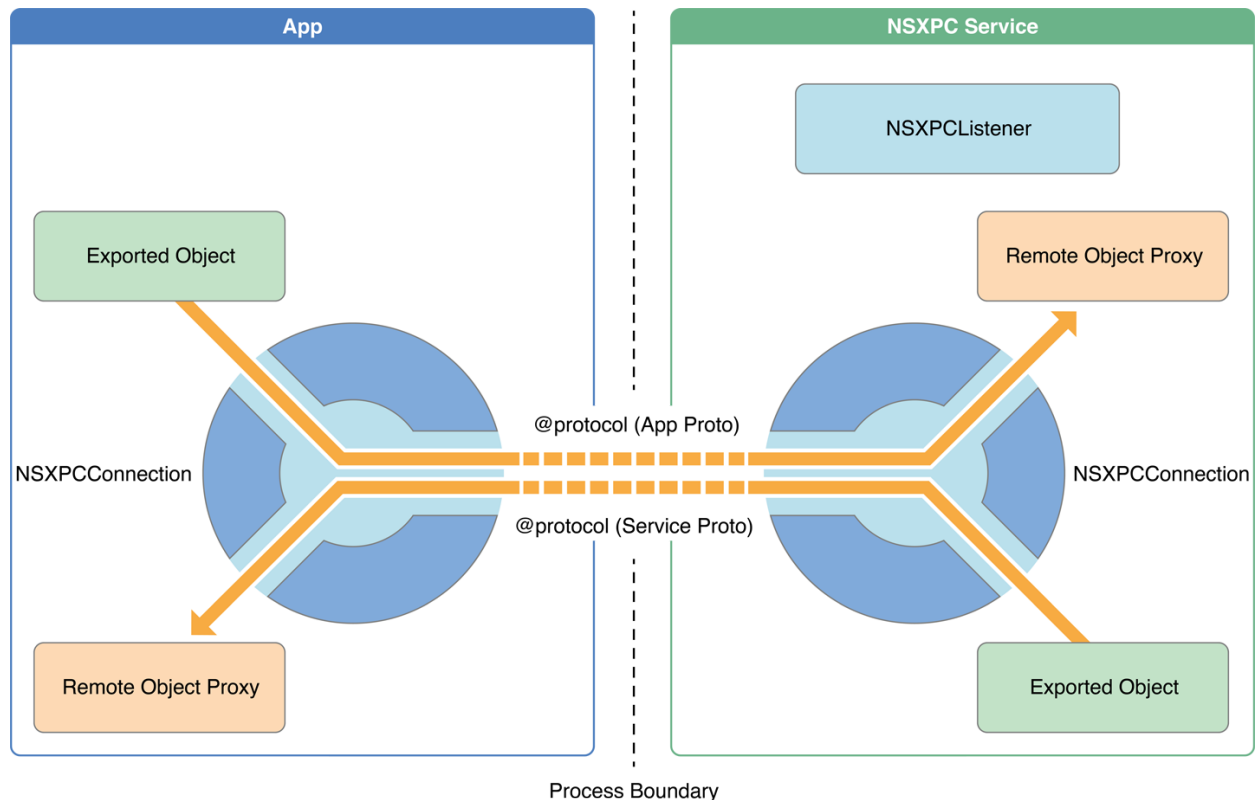 App
NSXPC Service
NSXPCListener
Exported Object
Remote Object Proxy
@protocol (App Proto)
NSXPCConnection
NSXPCConnection
@protocol (Service Proto)
Remote Object Proxy
Exported Object
Process Boundary